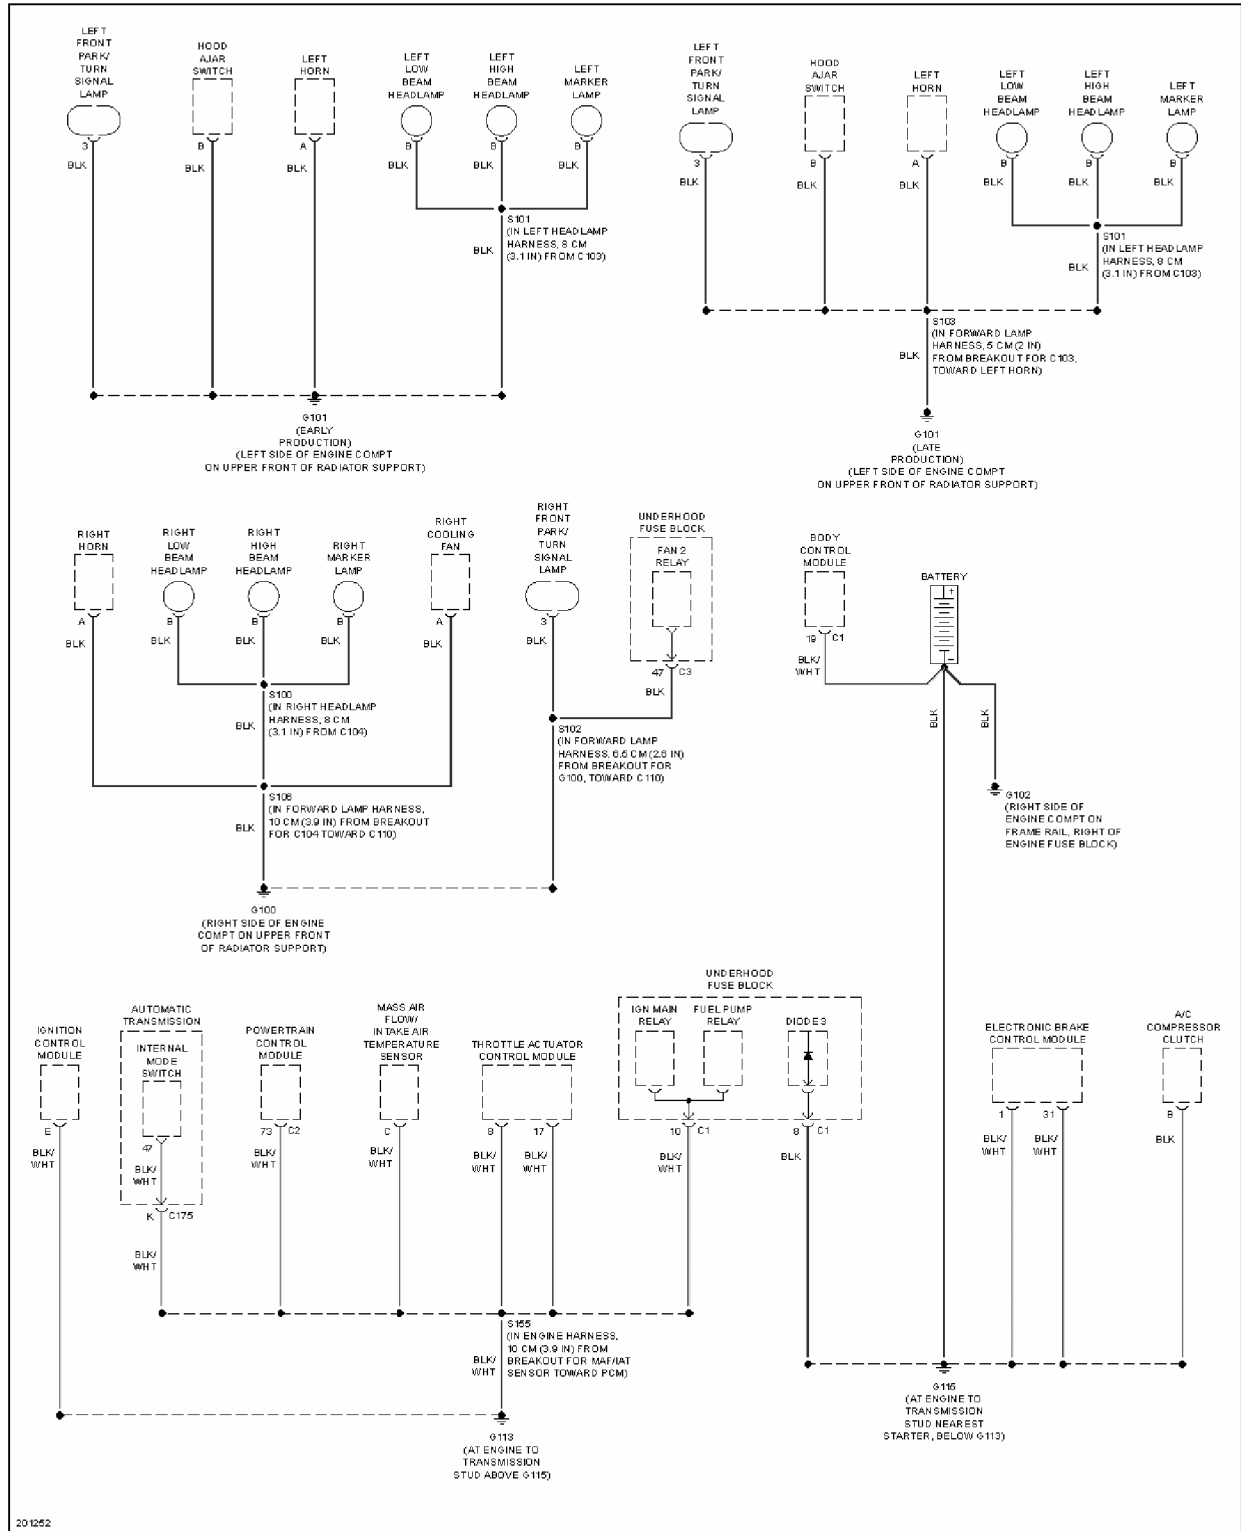 LEFT
FRONT
PARK/
TURN
SIGNAL
LAMP
3
BLK
HOOD
AJAR
SWITCH
B
BLK
LEFT
HORN
A
BLK
LEFT
LOW
BEAM
HEADLAMP
B
BLK
LEFT
HIGH
BEAM
HEADLAMP
B
BLK
LEFT
MARKER
LAMP
B
BLK
S101
(IN LEFT HEADLAMP
HARNESS, 8 CM
(3.1 IN) FROM C103)
BLK
G101
(EARLY
PRODUCTION)
(LEFT SIDE OF ENGINE COMPT
ON UPPER FRONT OF RADIATOR SUPPORT)
LEFT
FRONT
PARK/
TURN
SIGNAL
LAMP
3
BLK
HOOD
AJAR
SWITCH
B
BLK
LEFT
HORN
A
BLK
LEFT
LOW
BEAM
HEADLAMP
B
BLK
LEFT
HIGH
BEAM
HEADLAMP
B
BLK
LEFT
MARKER
LAMP
B
BLK
S101
(IN LEFT HEADLAMP
HARNESS, 8 CM
(3.1 IN) FROM C103)
BLK
S103
(IN FORWARD LAMP
HARNESS, 5 CM (2 IN)
FROM BREAKOUT FOR C103,
TOWARD LEFT HORN)
BLK
G101
(LATE
PRODUCTION)
(LEFT SIDE OF ENGINE COMPT
ON UPPER FRONT OF RADIATOR SUPPORT)
RIGHT
HORN
A
BLK
RIGHT
LOW
BEAM
HEADLAMP
B
BLK
RIGHT
HIGH
BEAM
HEADLAMP
B
BLK
RIGHT
MARKER
LAMP
B
BLK
RIGHT
COOLING
FAN
A
BLK
RIGHT
FRONT
PARK/
TURN
SIGNAL
LAMP
3
BLK
UNDERHOOD
FUSE BLOCK
FAN 2
RELAY
47 C3
BLK
S100
(IN RIGHT HEADLAMP
HARNESS, 8 CM
(3.1 IN) FROM C104)
BLK
S102
(IN FORWARD LAMP
HARNESS, 6.5 CM (2.6 IN)
FROM BREAKOUT FOR
G100, TOWARD C110)
S106
(IN FORWARD LAMP HARNESS,
10 CM (3.9 IN) FROM BREAKOUT
FOR C104 TOWARD C110)
BLK
G100
(RIGHT SIDE OF ENGINE
COMPT ON UPPER FRONT
OF RADIATOR SUPPORT)
BODY
CONTROL
MODULE
19 C1
BLK/
WHT
BATTERY
+
-
BLK
BLK
G102
(RIGHT SIDE OF
ENGINE COMPT ON
FRAME RAIL, RIGHT OF
ENGINE FUSE BLOCK)
IGNITION
CONTROL
MODULE
E
BLK/
WHT
AUTOMATIC
TRANSMISSION
INTERNAL
MODE
SWITCH
47
BLK/
WHT
K C175
BLK/
WHT
POWERTRAIN
CONTROL
MODULE
73 C2
BLK/
WHT
MASS AIR
FLOW/
INTAKE AIR
TEMPERATURE
SENSOR
C
BLK/
WHT
THROTTLE ACTUATOR
CONTROL MODULE
8 17
BLK/
WHT
BLK/
WHT
UNDERHOOD
FUSE BLOCK
IGN MAIN
RELAY
FUEL PUMP
RELAY
DIODE 3
10 C1
BLK/
WHT
8 C1
BLK
ELECTRONIC BRAKE
CONTROL MODULE
1 31
BLK/
WHT
BLK/
WHT
A/C
COMPRESSOR
CLUTCH
B
BLK
S155
(IN ENGINE HARNESS,
10 CM (3.9 IN) FROM
BREAKOUT FOR MAF/IAT
SENSOR TOWARD PCM)
BLK/
WHT
G113
(AT ENGINE TO
TRANSMISSION
STUD ABOVE G115)
G115
(AT ENGINE TO
TRANSMISSION
STUD NEAREST
STARTER, BELOW G113)
201252